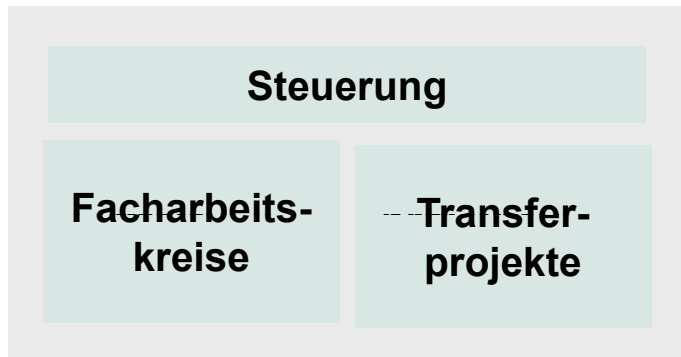 Steuerung
Facharbeits-
kreise
Transfer-
projekte